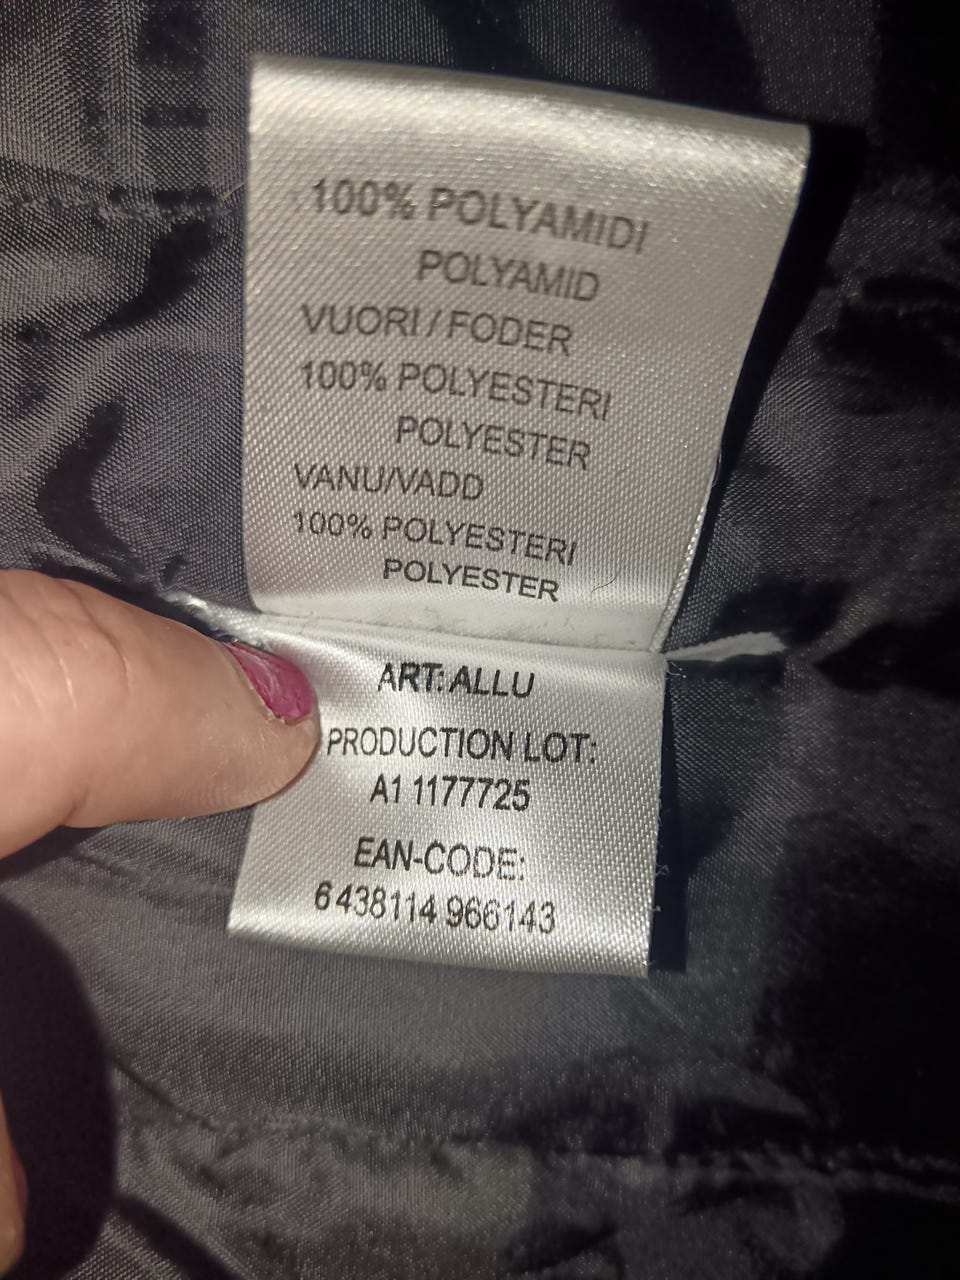 100% POLYAMIDI
POLYAMID
VUORI / FODER
100% POLYESTERI
POLYESTER
VANU/VADD
100% POLYESTERI
POLYESTER
ART: ALLU
PRODUCTION LOT:
A1 1177725
EAN-CODE:
6 438114 966143